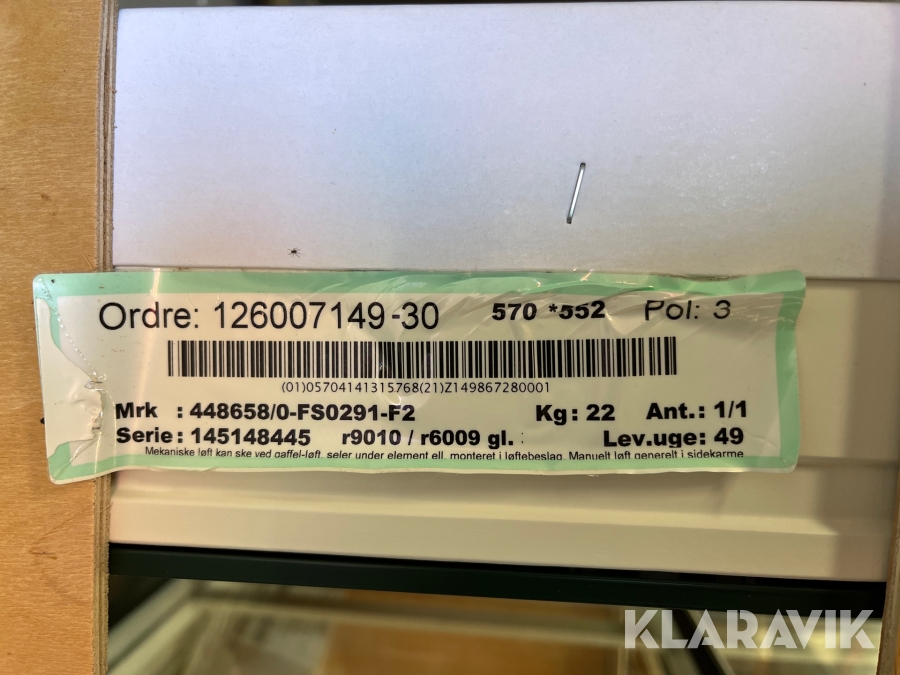 Ordre: 126007149-30 570 *552 Pol: 3
(01)05704141315768(21)Z149867280001
Mrk : 448658/0-FS0291-F2 Kg: 22 Ant.: 1/1
Serie: 145148445 r9010 / r6009 gl. : Lev.uge: 49
Mekaniske løft kan ske ved gaffel-løft, seler under element ell. monteret i løftebeslag. Manuelt løft generelt i sidekarme
KLARAVIK